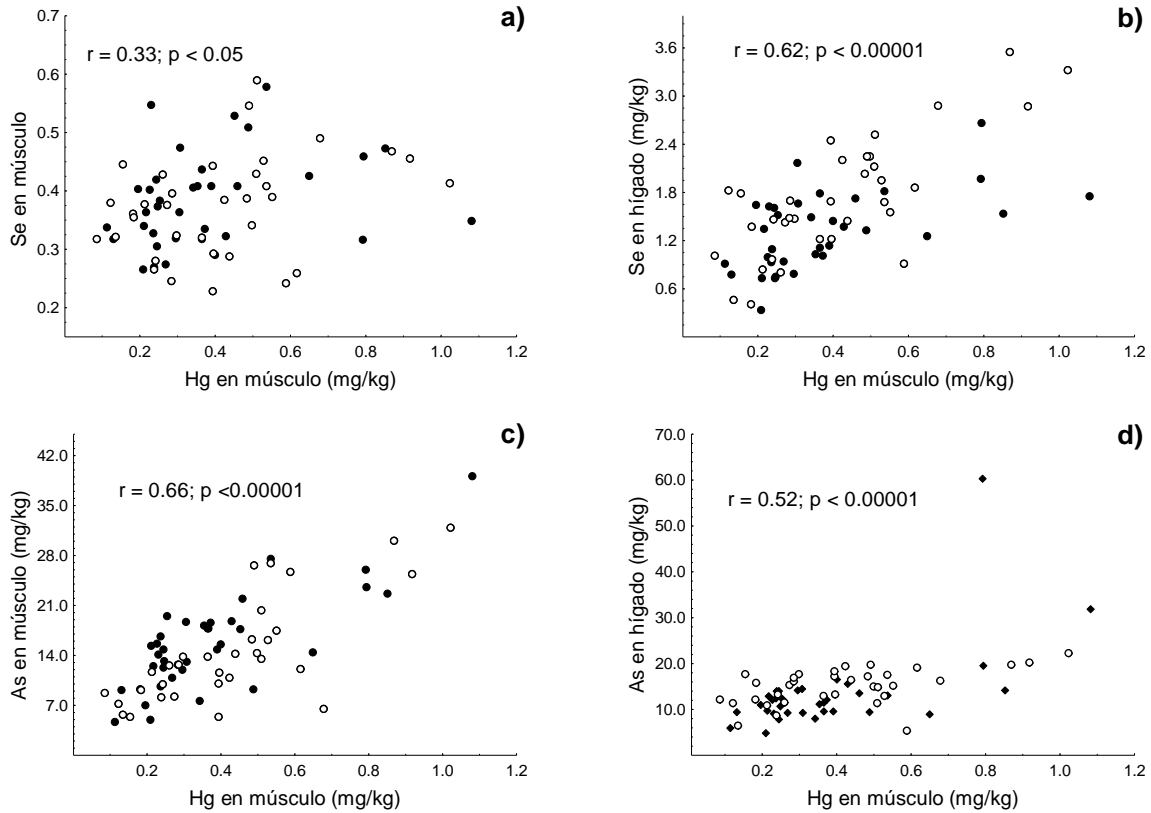 a)
r = 0.33; p < 0.05
Se en músculo
0.7
0.6
0.5
0.4
0.3
0.2
0.2 0.4 0.6 0.8 1.0 1.2
Hg en músculo (mg/kg)
b)
r = 0.62; p < 0.00001
Se en hígado (mg/kg)
3.6
3.0
2.4
1.8
1.2
0.6
0.2 0.4 0.6 0.8 1.0 1.2
Hg en músculo (mg/kg)
c)
r = 0.66; p <0.00001
As en músculo (mg/kg)
42.0
35.0
28.0
21.0
14.0
7.0
0.2 0.4 0.6 0.8 1.0 1.2
Hg en músculo (mg/kg)
d)
r = 0.52; p < 0.00001
As en hígado (mg/kg)
70.0
60.0
50.0
40.0
30.0
20.0
10.0
0.2 0.4 0.6 0.8 1.0 1.2
Hg en músculo (mg/kg)